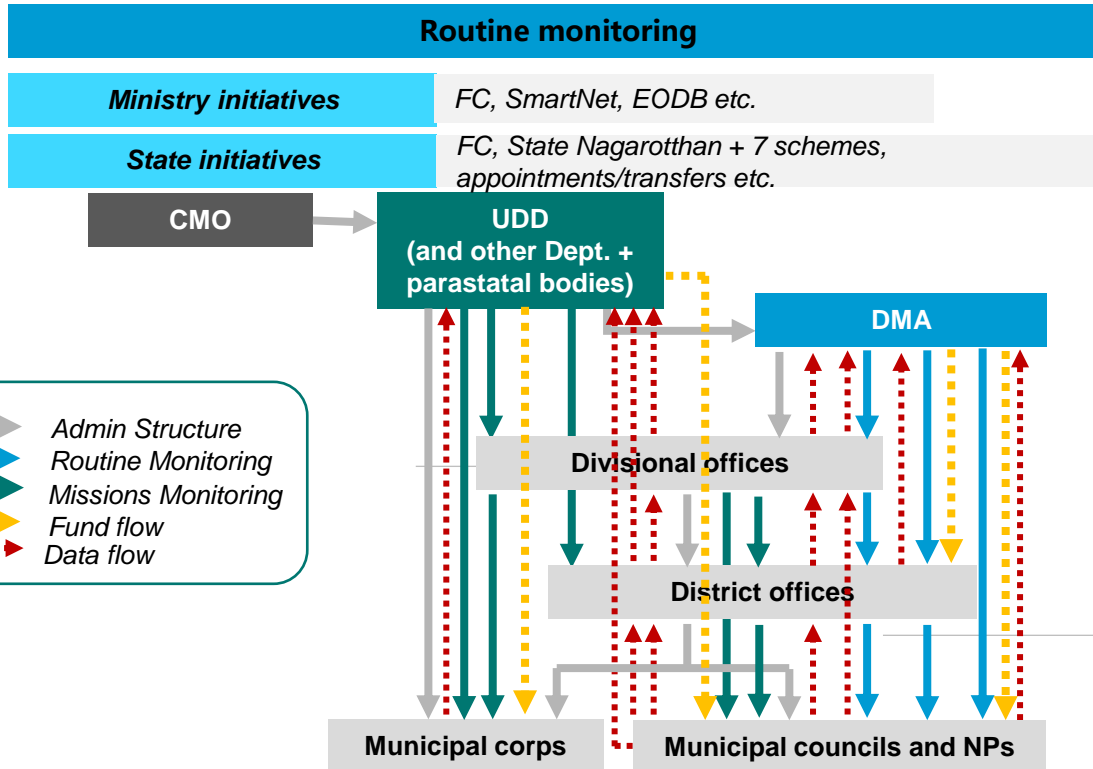 Routine monitoring
Ministry initiatives
FC, SmartNet, EODB etc.
State initiatives
FC, State Nagarotthan + 7 schemes,
appointments/transfers etc.
CMO
UDD
(and other Dept. +
parastatal bodies)
DMA
Admin Structure
Routine Monitoring
Missions Monitoring
Fund flow
Data flow
Divisional offices
District offices
Municipal corps
Municipal councils and NPs